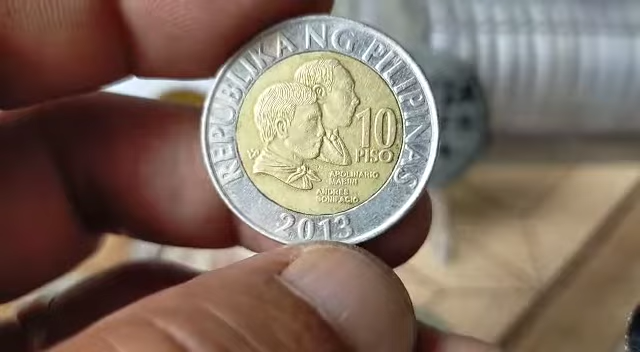 REPUBLIKA NG PILIPINAS
10
PISO
APOLINARIO
MABINI
ANDRES
BONIFACIO
2013